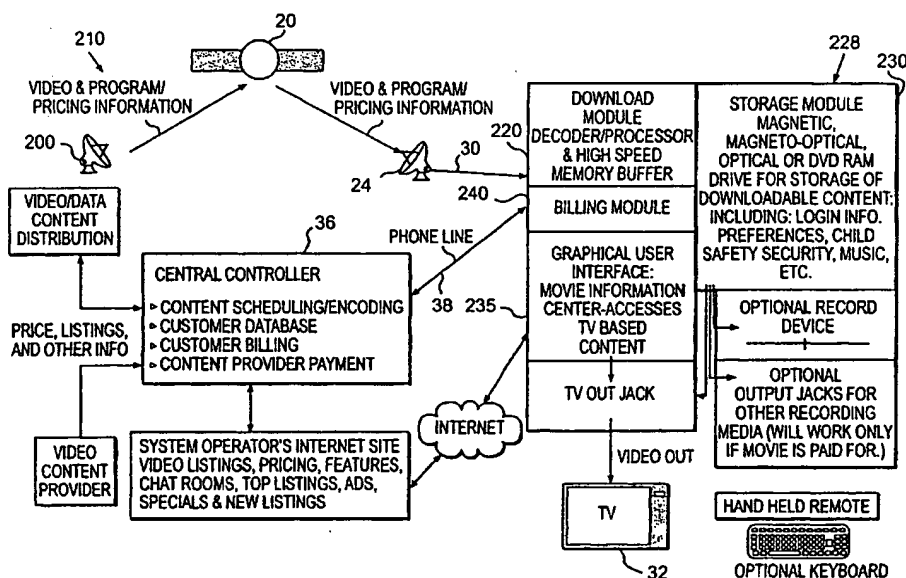 210
20
VIDEO & PROGRAM/
PRICING INFORMATION
VIDEO & PROGRAM/
PRICING INFORMATION
200
24
30
VIDEO/DATA
CONTENT
DISTRIBUTION
36
CENTRAL CONTROLLER
CONTENT SCHEDULING/ENCODING
CUSTOMER DATABASE
CUSTOMER BILLING
CONTENT PROVIDER PAYMENT
PRICE, LISTINGS,
AND OTHER INFO
VIDEO
CONTENT
PROVIDER
SYSTEM OPERATOR'S INTERNET SITE
VIDEO LISTINGS, PRICING, FEATURES,
CHAT ROOMS, TOP LISTINGS, ADS,
SPECIALS & NEW LISTINGS
PHONE LINE
38
INTERNET
220
240
235
DOWNLOAD
MODULE
DECODER/PROCESSOR
& HIGH SPEED
MEMORY BUFFER
BILLING MODULE
GRAPHICAL USER
INTERFACE:
MOVIE INFORMATION
CENTER-ACCESSES
TV BASED
CONTENT
TV OUT JACK
VIDEO OUT
TV
32
228
230
STORAGE MODULE
MAGNETIC,
MAGNETO-OPTICAL,
OPTICAL OR DVD RAM
DRIVE FOR STORAGE OF
DOWNLOADABLE CONTENT:
INCLUDING: LOGIN INFO.
PREFERENCES, CHILD
SAFETY SECURITY, MUSIC,
ETC.
OPTIONAL RECORD
DEVICE
OPTIONAL
OUTPUT JACKS FOR
OTHER RECORDING
MEDIA (WILL WORK ONLY
IF MOVIE IS PAID FOR.)
HAND HELD REMOTE
OPTIONAL KEYBOARD